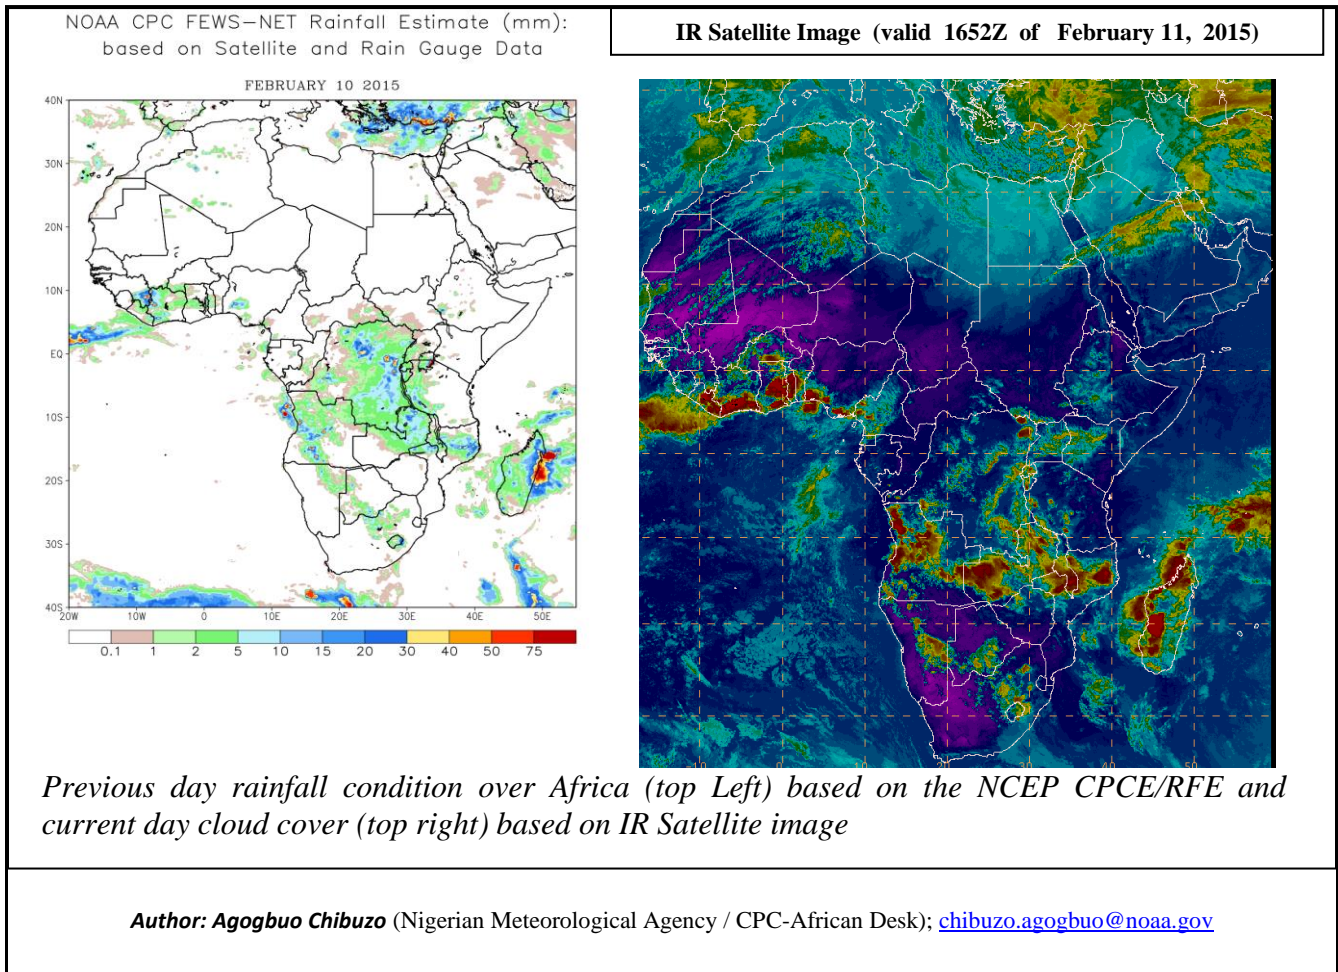 NOAA CPC FEWS-NET Rainfall Estimate (mm):
based on Satellite and Rain Gauge Data
IR Satellite Image (valid 1652Z of February 11, 2015)
FEBRUARY 10 2015
40N
30N
20N
10N
EQ
10S
20S
30S
40S
20W 10W 0 10E 20E 30E 40E 50E
0.1 1 2 5 10 15 20 30 40 50 75
Previous day rainfall condition over Africa (top Left) based on the NCEP CPCE/RFE and
current day cloud cover (top right) based on IR Satellite image
Author: Agogbuo Chibuzo (Nigerian Meteorological Agency / CPC-African Desk); chibuzo.agogbuo@noaa.gov